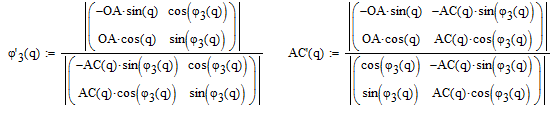 φ'₃(q) := |(−OA·sin(q) cos(φ₃(q)) OA·cos(q) sin(φ₃(q)))| / |(−AC(q)·sin(φ₃(q)) cos(φ₃(q)) AC(q)·cos(φ₃(q)) sin(φ₃(q)))|
AC'(q) := |(−OA·sin(q) −AC(q)·sin(φ₃(q)) OA·cos(q) AC(q)·cos(φ₃(q)))| / |(cos(φ₃(q)) −AC(q)·sin(φ₃(q)) sin(φ₃(q)) AC(q)·cos(φ₃(q)))|